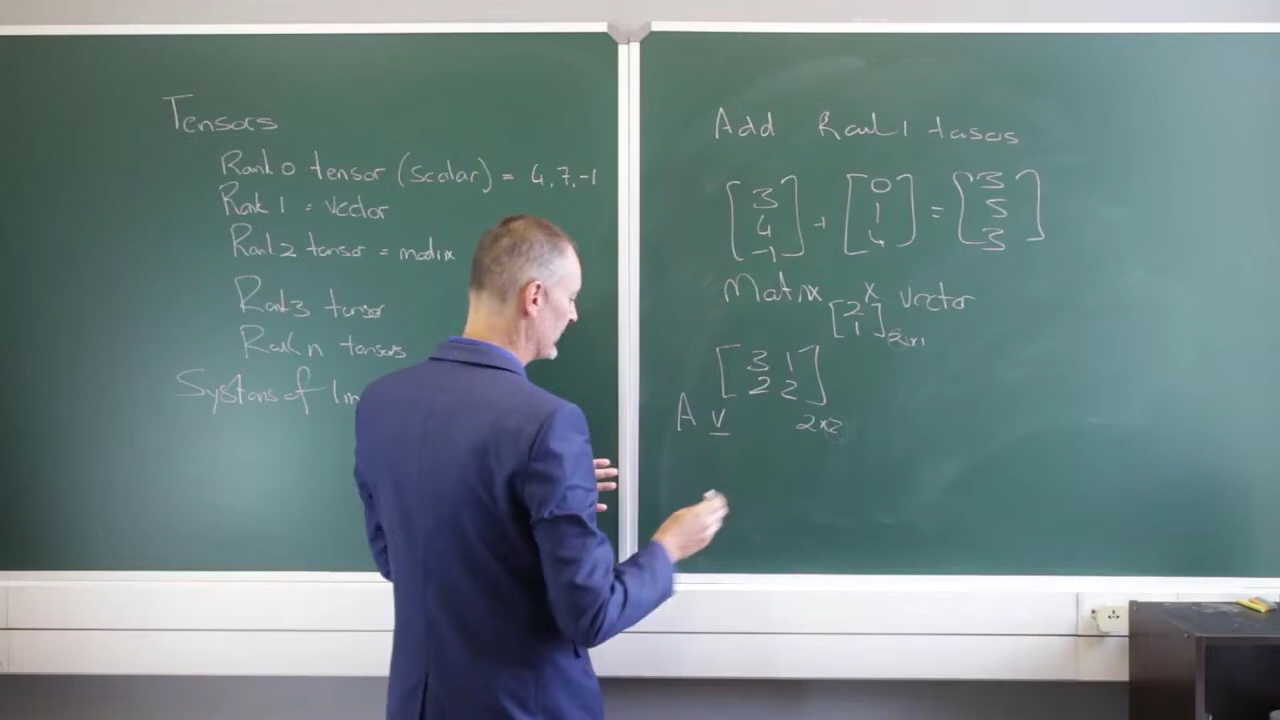 Tensors
Rank 0 tensor (scalar) = 4, 7, -1
Rank 1 = vector
Rank 2 tensor = matrix
Rank 3 tensor
Rank n tensors
Systems of
Add Rank 1 tensors
[3 4 -1] + [0 1 4] = [3 5 3]
Matrix x vector
[2 1] 2x1
[3 1
2 2] 2x2
A v